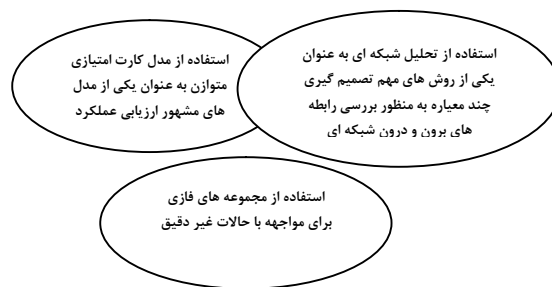 استفاده از تحلیل شبکه ای به عنوان
یکی از روش های مهم تصمیم گیری
چند معیاره به منظور بررسی رابطه
های برون و درون شبکه ای
استفاده از مدل کارت امتیازی
متوازن به عنوان یکی از مدل
های مشهور ارزیابی عملکرد
استفاده از مجموعه های فازی
برای مواجهه با حالات غیر دقیق